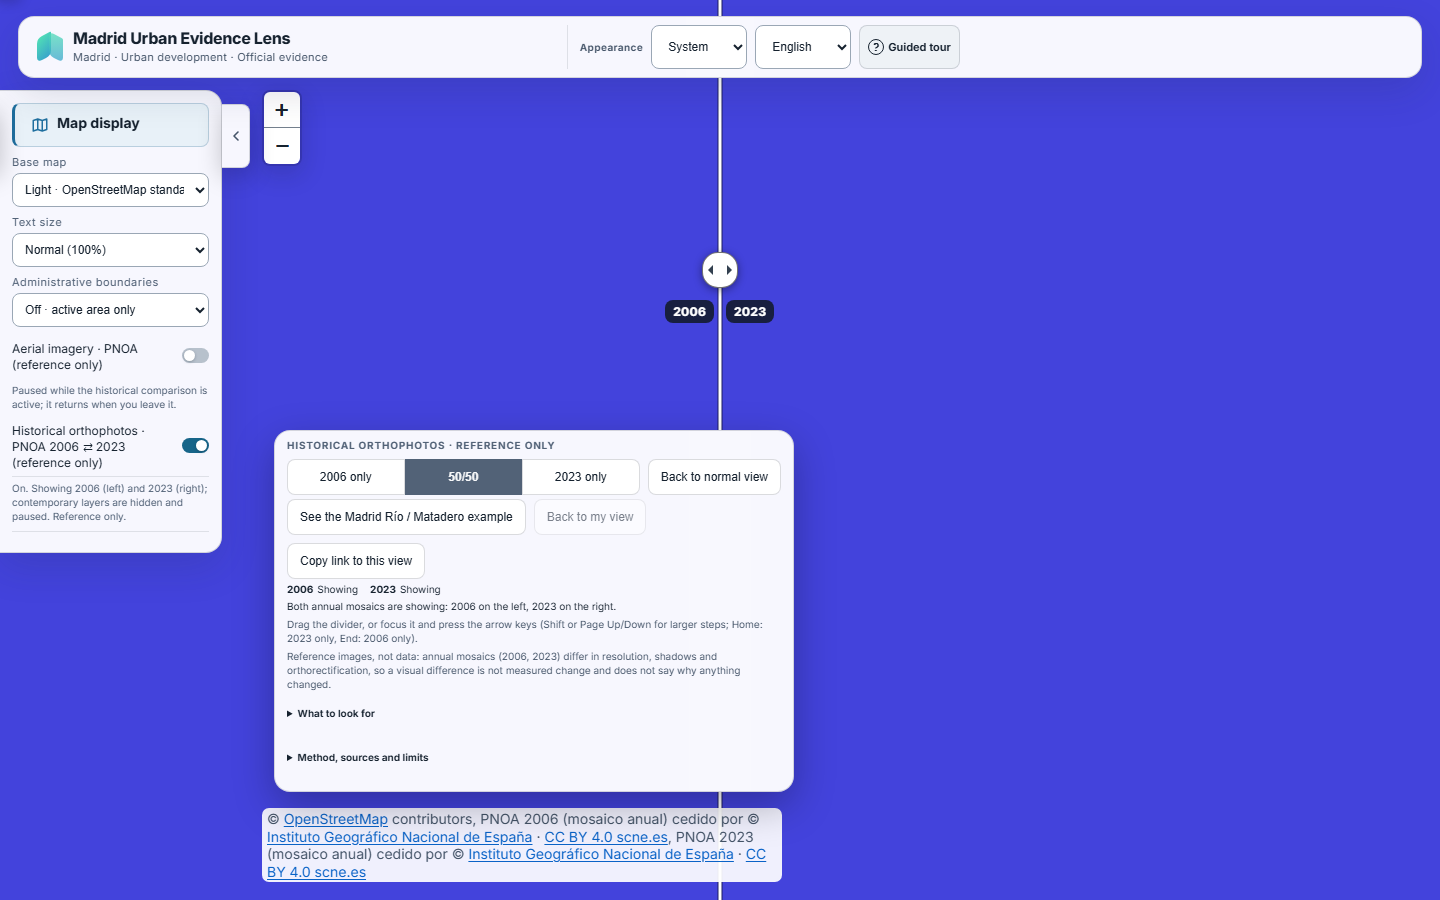 Madrid Urban Evidence Lens
Madrid · Urban development · Official evidence
Appearance
System
English
? Guided tour
Map display
Base map
Light · OpenStreetMap standa
Text size
Normal (100%)
Administrative boundaries
Off · active area only
Aerial imagery · PNOA
(reference only)
Paused while the historical comparison is
active; it returns when you leave it.
Historical orthophotos ·
PNOA 2006 ⇄ 2023
(reference only)
On. Showing 2006 (left) and 2023 (right);
contemporary layers are hidden and
paused. Reference only.
+
−
2006 2023
HISTORICAL ORTHOPHOTOS · REFERENCE ONLY
2006 only 50/50 2023 only Back to normal view
See the Madrid Río / Matadero example Back to my view
Copy link to this view
2006 Showing 2023 Showing
Both annual mosaics are showing: 2006 on the left, 2023 on the right.
Drag the divider, or focus it and press the arrow keys (Shift or Page Up/Down for larger steps; Home:
2023 only, End: 2006 only).
Reference images, not data: annual mosaics (2006, 2023) differ in resolution, shadows and
orthorectification, so a visual difference is not measured change and does not say why anything
changed.
What to look for
Method, sources and limits
© OpenStreetMap contributors, PNOA 2006 (mosaico anual) cedido por ©
Instituto Geográfico Nacional de España · CC BY 4.0 scne.es, PNOA 2023
(mosaico anual) cedido por © Instituto Geográfico Nacional de España · CC
BY 4.0 scne.es